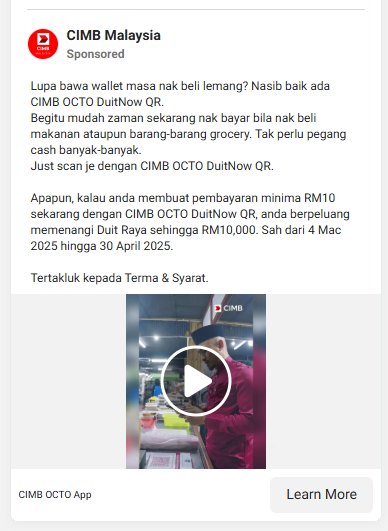 CIMB Malaysia
Sponsored
Lupa bawa wallet masa nak beli lemang? Nasib baik ada
CIMB OCTO DuitNow QR.
Begitu mudah zaman sekarang nak bayar bila nak beli
makanan ataupun barang-barang grocery. Tak perlu pegang
cash banyak-banyak.
Just scan je dengan CIMB OCTO DuitNow QR.
Apapun, kalau anda membuat pembayaran minima RM10
sekarang dengan CIMB OCTO DuitNow QR, anda berpeluang
memenangi Duit Raya sehingga RM10,000. Sah dari 4 Mac
2025 hingga 30 April 2025.
Tertakluk kepada Terma & Syarat.
CIMB
CIMB OCTO App
Learn More